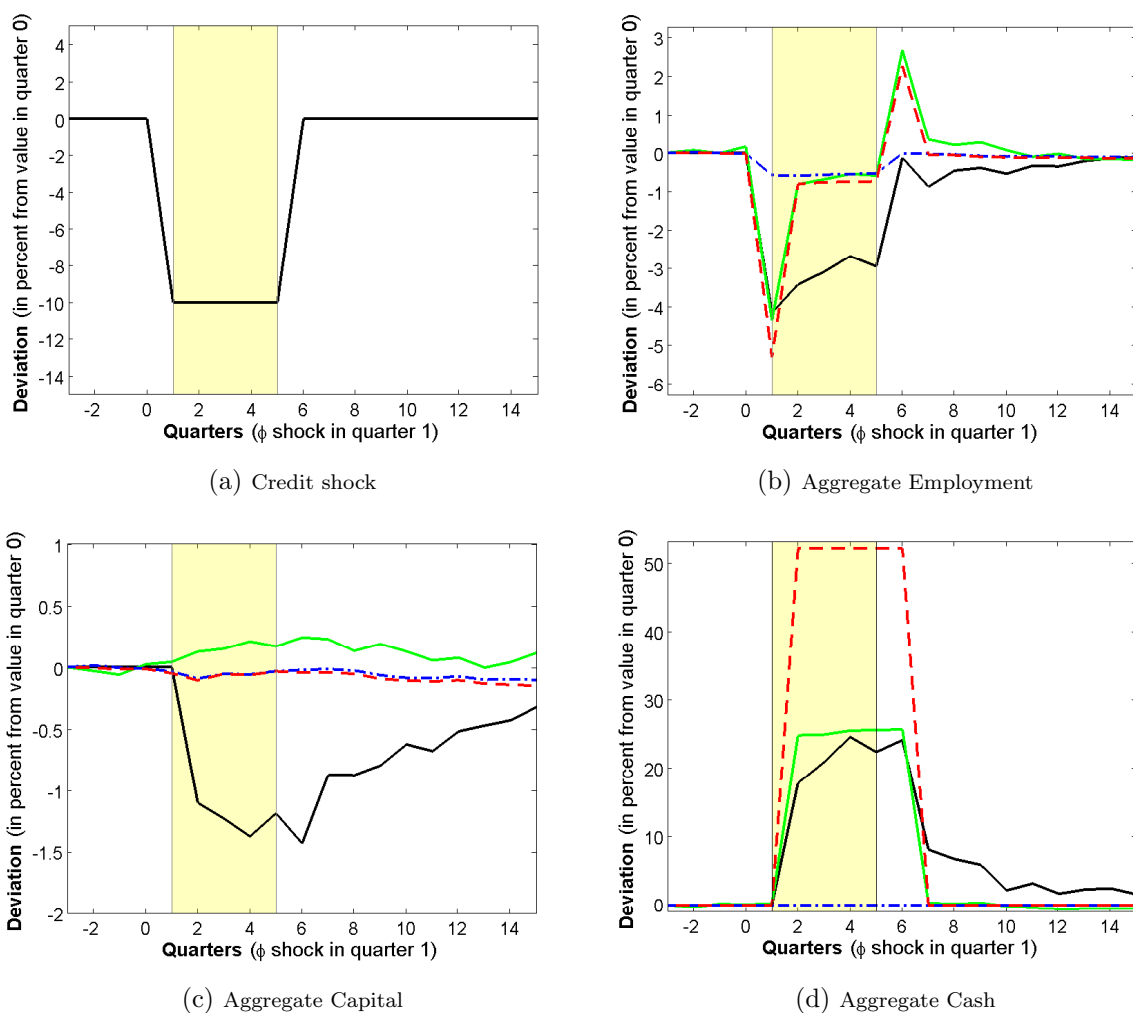 Deviation (in percent from value in quarter 0)
4
2
0
-2
-4
-6
-8
-10
-12
-14
-2 0 2 4 6 8 10 12 14
Quarters (ϕ shock in quarter 1)
(a) Credit shock
Deviation (in percent from value in quarter 0)
3
2
1
0
-1
-2
-3
-4
-5
-6
-2 0 2 4 6 8 10 12 14
Quarters (ϕ shock in quarter 1)
(b) Aggregate Employment
Deviation (in percent from value in quarter 0)
1
0.5
0
-0.5
-1
-1.5
-2
-2 0 2 4 6 8 10 12 14
Quarters (ϕ shock in quarter 1)
(c) Aggregate Capital
Deviation (in percent from value in quarter 0)
50
40
30
20
10
0
-2 0 2 4 6 8 10 12 14
Quarters (ϕ shock in quarter 1)
(d) Aggregate Cash